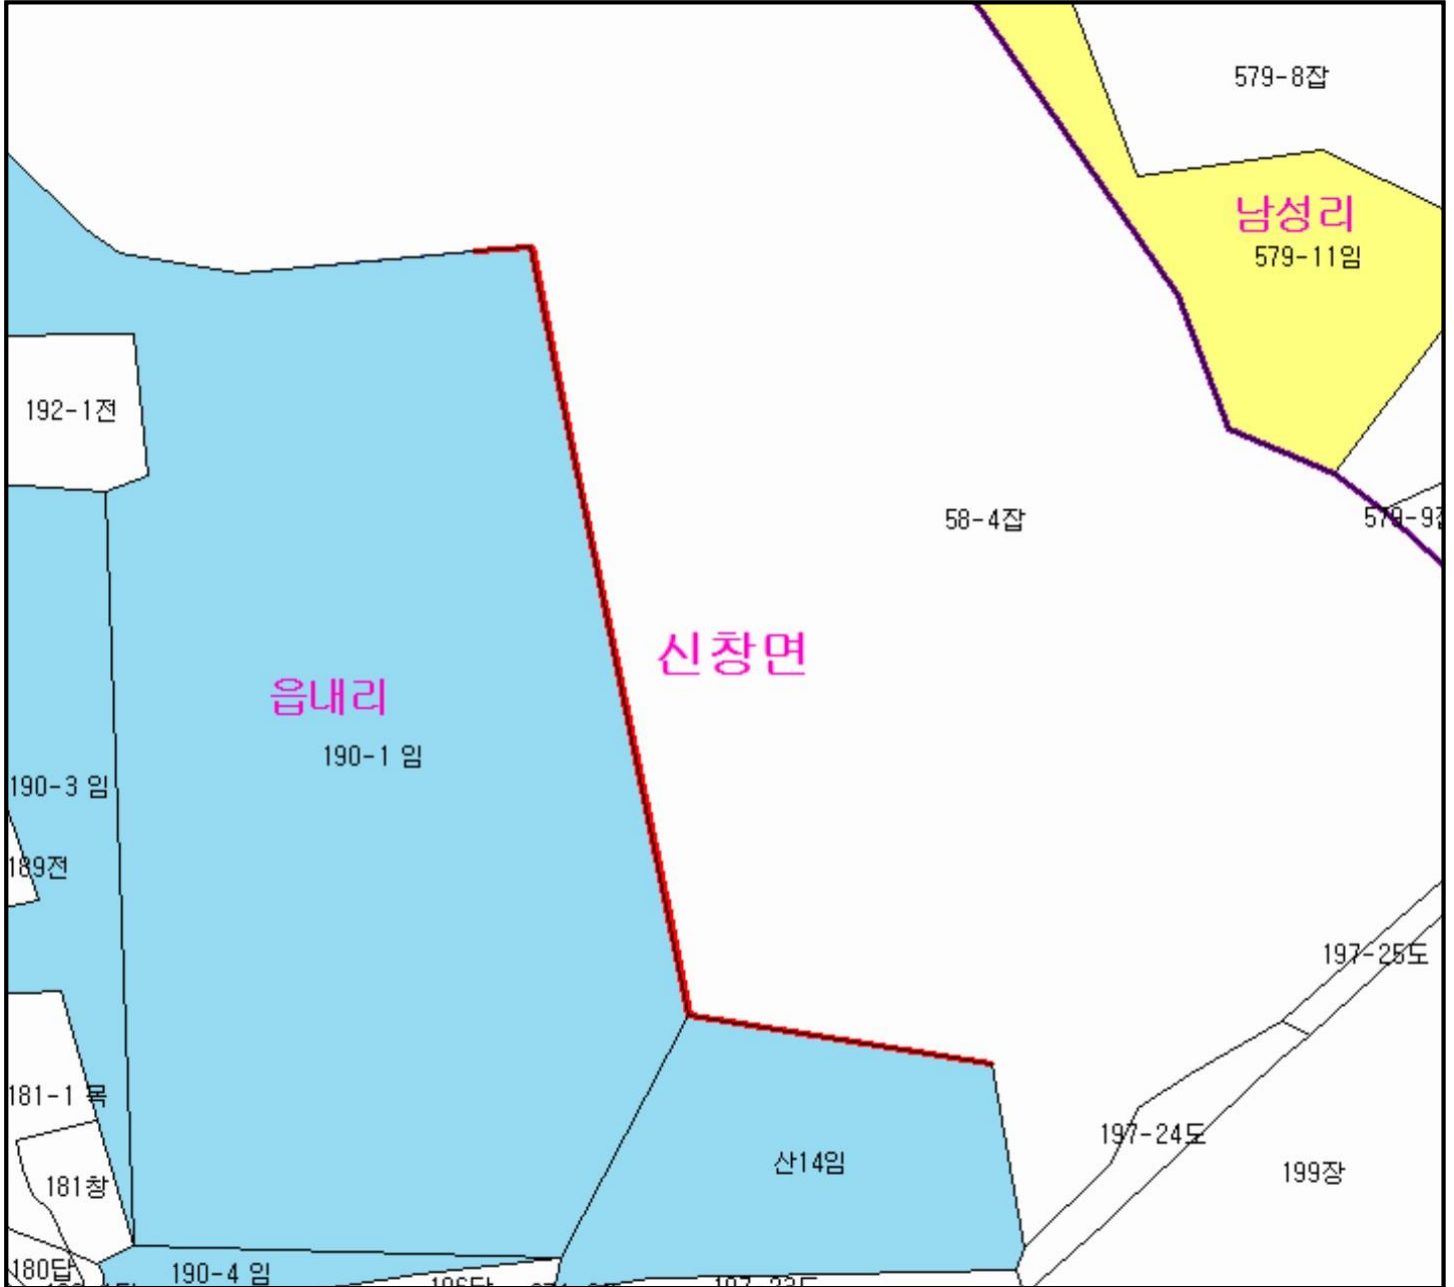 579-8잡
남성리
579-11임
192-1전
58-4잡
신창면
읍내리
190-1 임
190-3 임
189전
197-25도
181-1 목
197-24도
산14임
199장
181창
180답
190-4 임